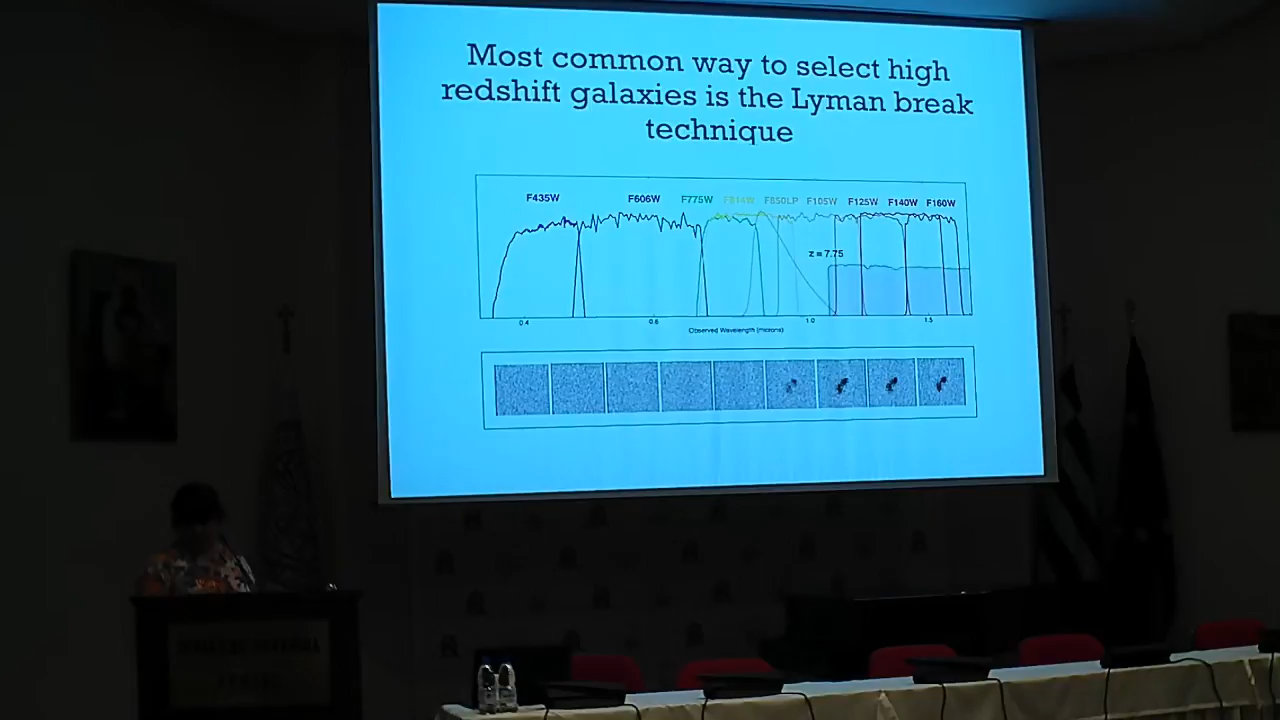 Most common way to select high
redshift galaxies is the Lyman break
technique
F435W F606W F775W F814W F850LP F105W F125W F140W F160W
z = 7.75
0.4 0.6 1.0 1.5
Observed Wavelength (microns)